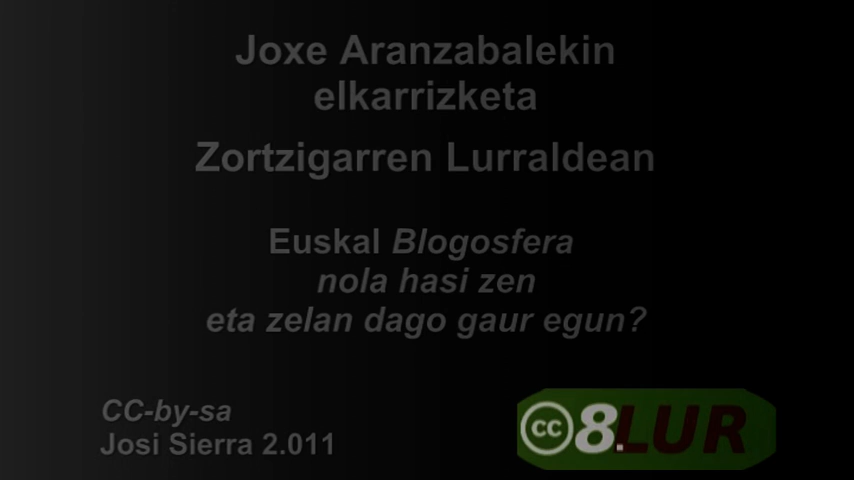 Joxe Aranzabalekin
elkarrizketa
Zortzigarren Lurraldean
Euskal Blogosfera
nola hasi zen
eta zelan dago gaur egun?
CC-by-sa
Josi Sierra 2.011
cc 8.LUR